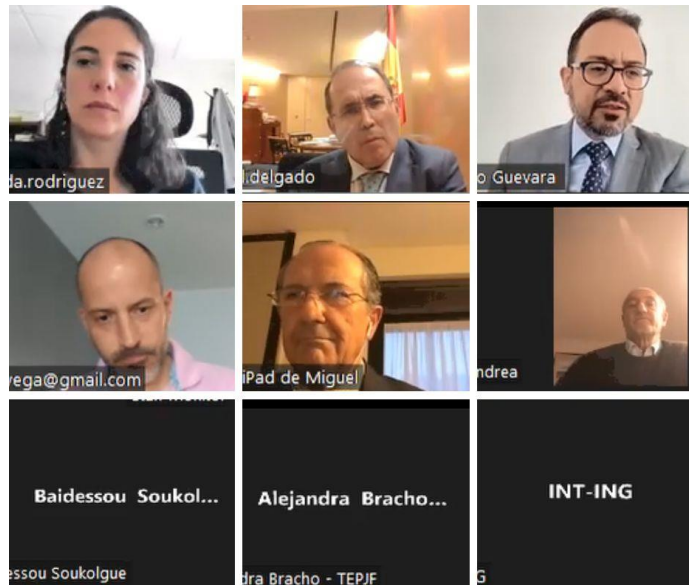 da.rodriguez
l.delgado
o Guevara
vega@gmail.com
iPad de Miguel
ndrea
Baidessou Soukol...
essou Soukolgue
Alejandra Bracho...
dra Bracho - TEPJF
INT-ING
G